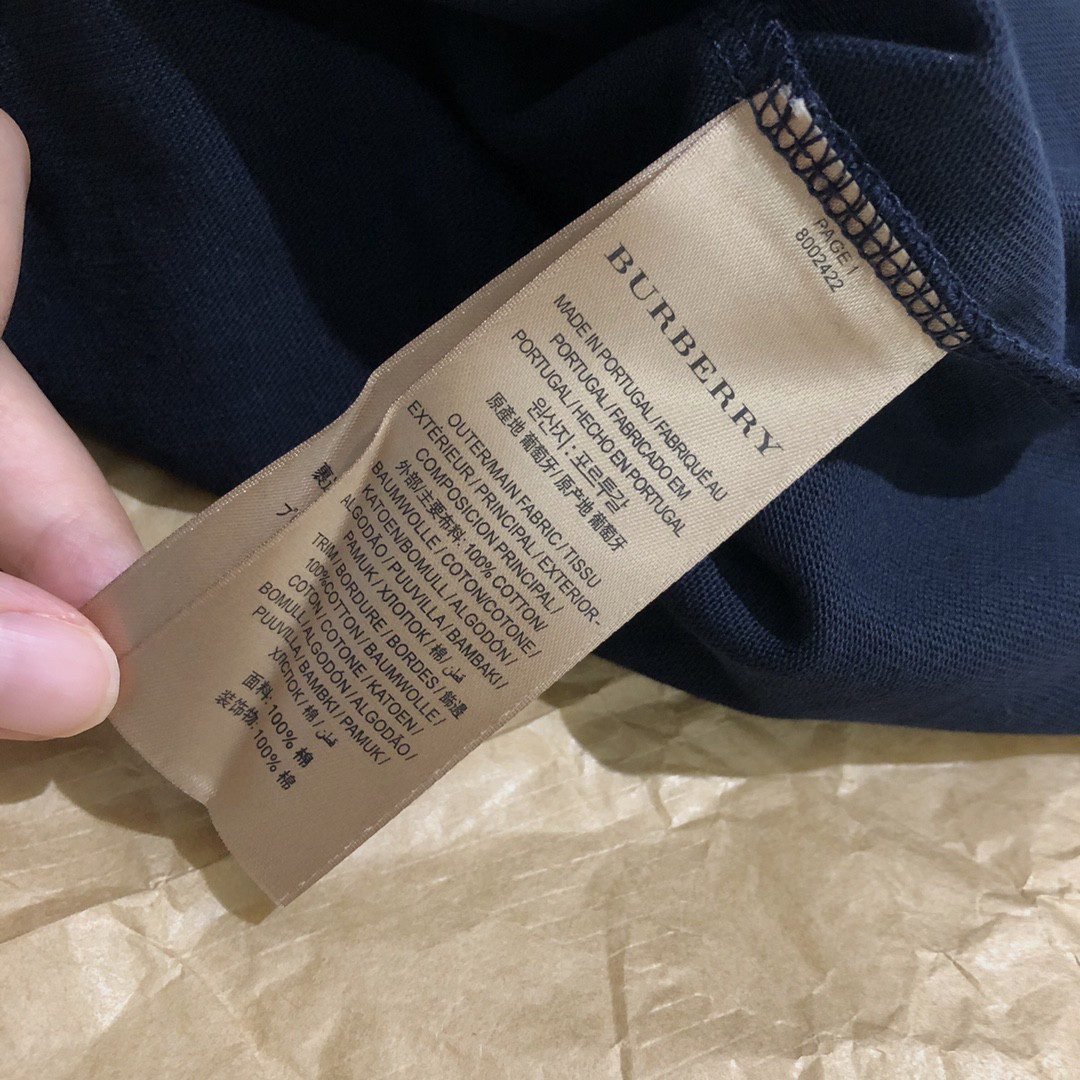 PAGE 1
8002422
BURBERRY
MADE IN PORTUGAL / FABRIQUÉ AU
PORTUGAL / FABRICADO EM
PORTUGAL / HECHO EN PORTUGAL
원산지: 포르투갈
原產地 葡萄牙 / 原产地 葡萄牙
OUTER/MAIN FABRIC / TISSU
EXTÉRIEUR / PRINCIPAL / EXTERIOR -
COMPOSICION PRINCIPAL /
外部/主要布料: 100% COTTON /
BAUMWOLLE / COTON/COTONE /
KATOEN/BOMULL / ALGODÓN /
ALGODÃO / PUUVILLA / BAMBAKI /
PAMUK / ХЛОПОК / 棉 / قطن
TRIM / BORDURE / BORDES / 飾邊
100%COTTON / BAUMWOLLE /
COTON / COTONE / KATOEN /
BOMULL / ALGODÓN / ALGODÃO /
PUUVILLA / BAMBKI / PAMUK /
ХЛОПОК / 棉 / قطن
面料: 100% 棉
装饰物: 100% 棉